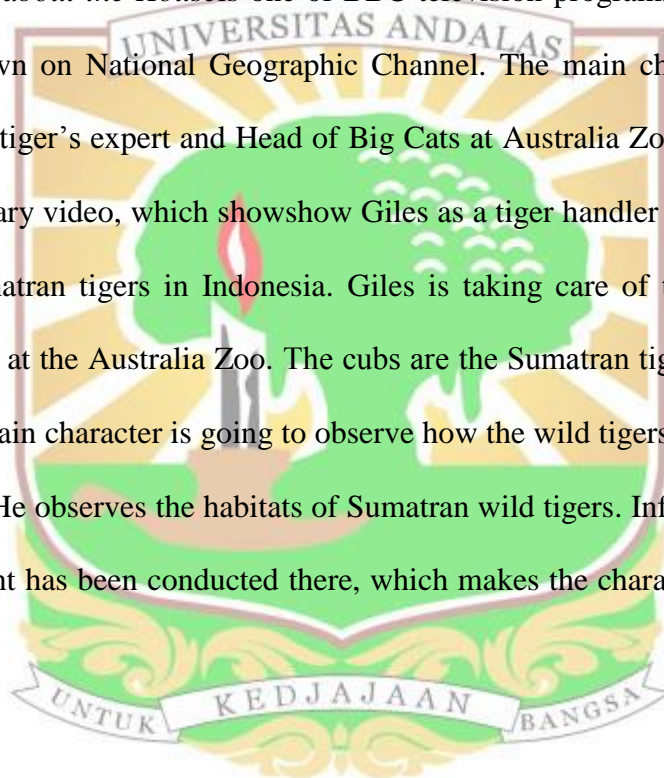 about the Houseis one of BBC television program
UNIVERSITAS ANDALAS
wn on National Geographic Channel. The main ch
tiger's expert and Head of Big Cats at Australia Zo
ary video, which showshow Giles as a tiger handler
atran tigers in Indonesia. Giles is taking care of t
at the Australia Zoo. The cubs are the Sumatran tig
ain character is going to observe how the wild tigers
He observes the habitats of Sumatran wild tigers. Inf
nt has been conducted there, which makes the chara
UNTUK KEDJAJAAN BANGSA